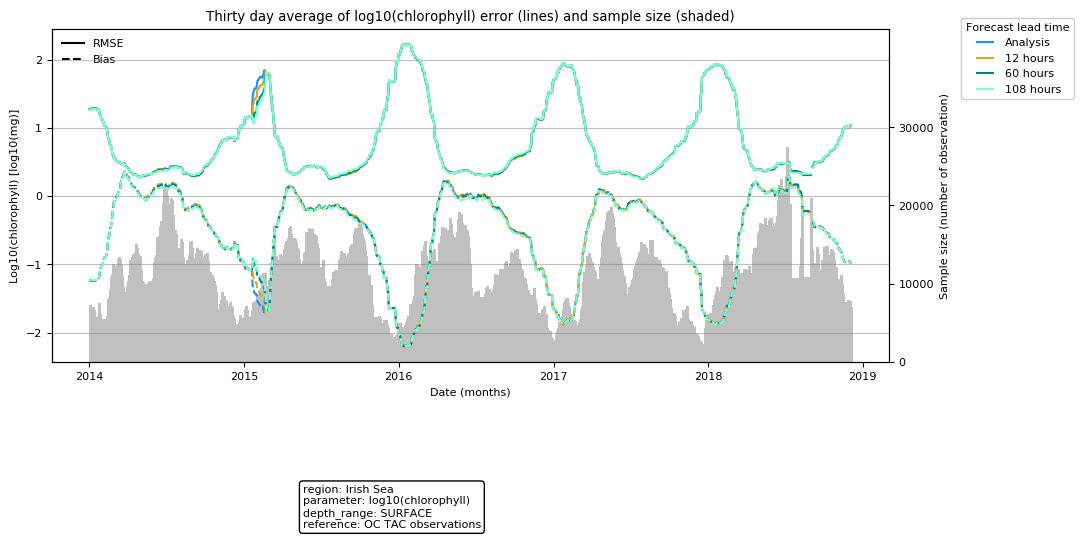 Thirty day average of log10(chlorophyll) error (lines) and sample size (shaded)
RMSE
Bias
Forecast lead time
Analysis
12 hours
60 hours
108 hours
Log10(chlorophyll) [log10(mg)]
2
1
0
−1
−2
Sample size (number of observation)
30000
20000
10000
0
2014 2015 2016 2017 2018 2019
Date (months)
region: Irish Sea
parameter: log10(chlorophyll)
depth_range: SURFACE
reference: OC TAC observations